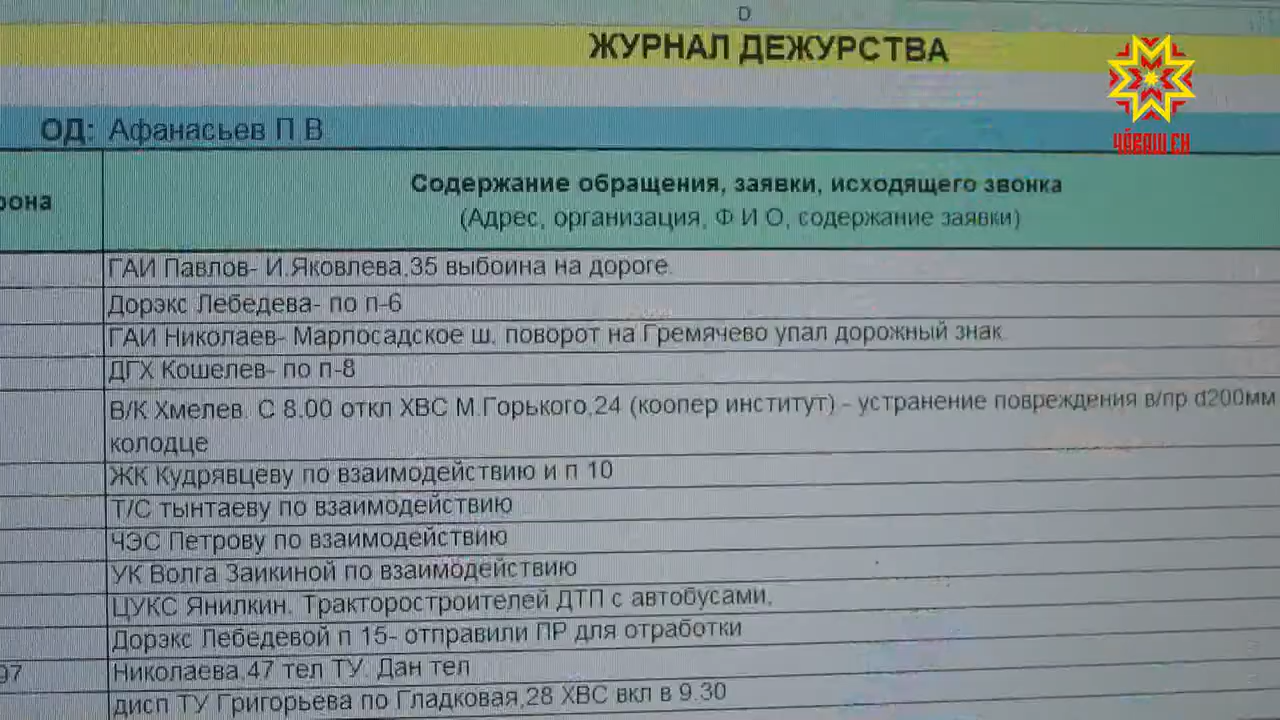 D
ЖУРНАЛ ДЕЖУРСТВА
ЧӐВАШ ЕН
ОД: Афанасьев П.В.
рона
Содержание обращения, заявки, исходящего звонка
(Адрес, организация, Ф И О, содержание заявки)
ГАИ Павлов- И.Яковлева,35 выбоина на дороге.
Дорэкс Лебедева- по п-6
ГАИ Николаев- Марпосадское ш. поворот на Гремячево упал дорожный знак.
ДГХ Кошелев- по п-8
В/К Хмелев. С 8.00 откл ХВС М.Горького,24 (коопер институт) - устранение повреждения в/пр d200мм
колодце
ЖК Кудрявцеву по взаимодействию и п 10
Т/С тынтаеву по взаимодействию
ЧЭС Петрову по взаимодействию
УК Волга Заикиной по взаимодействию
ЦУКС Янилкин. Тракторостроителей ДТП с автобусами,
Дорэкс Лебедевой п 15- отправили ПР для отработки
97
Николаева,47 тел ТУ. Дан тел
дисп ТУ Григорьева по Гладковая,28 ХВС вкл в 9.30